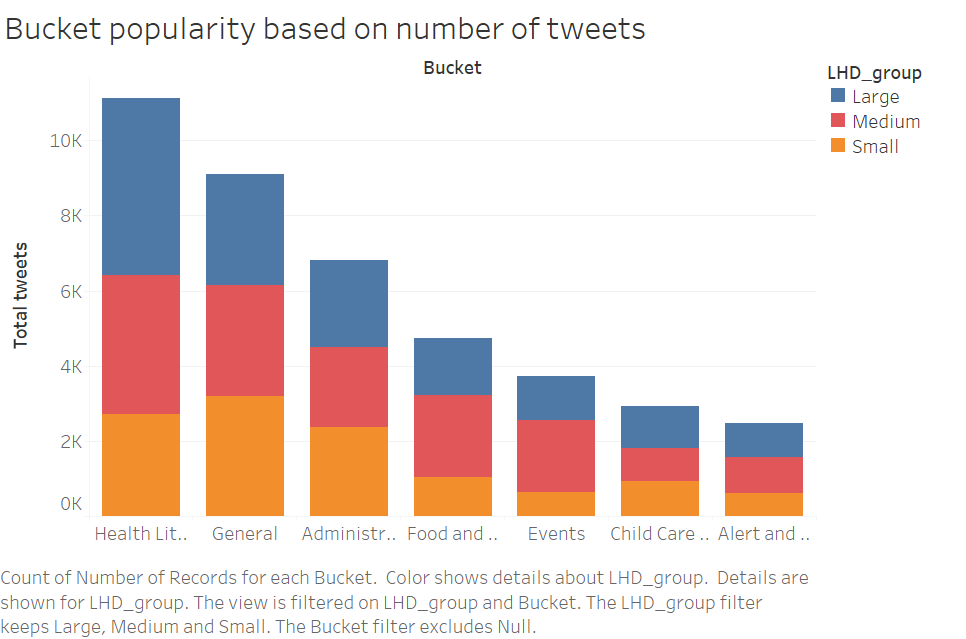 Bucket popularity based on number of tweets
Bucket
LHD_group
Large
Medium
Small
Total tweets
10K
8K
6K
4K
2K
0K
Health Lit.. General Administr.. Food and .. Events Child Care .. Alert and ..
Count of Number of Records for each Bucket.  Color shows details about LHD_group.  Details are
shown for LHD_group. The view is filtered on LHD_group and Bucket. The LHD_group filter
keeps Large, Medium and Small. The Bucket filter excludes Null.